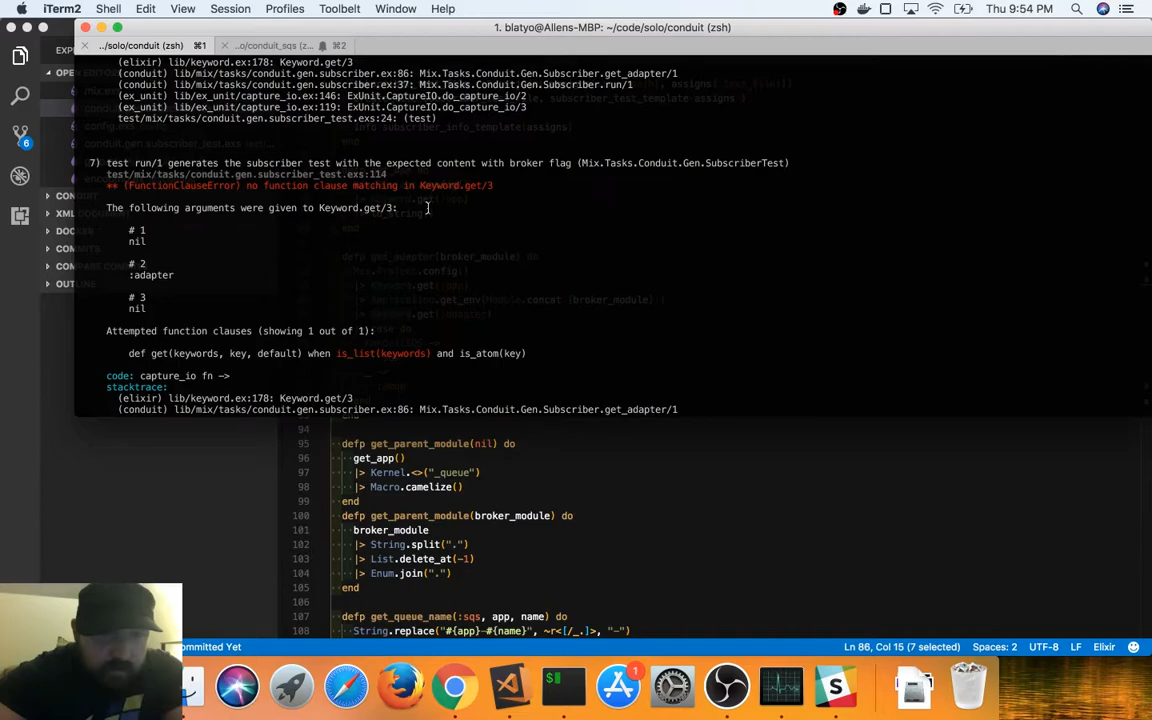 iTerm2 Shell Edit View Session Profiles Toolbelt Window Help Thu 9:54 PM
1. blatyo@Allens-MBP: ~/code/solo/conduit (zsh)
../solo/conduit (zsh) ⌘1 ..o/conduit_sqs (z... ⌘2
(elixir) lib/keyword.ex:178: Keyword.get/3
(conduit) lib/mix/tasks/conduit.gen.subscriber.ex:86: Mix.Tasks.Conduit.Gen.Subscriber.get_adapter/1
(conduit) lib/mix/tasks/conduit.gen.subscriber.ex:37: Mix.Tasks.Conduit.Gen.Subscriber.run/1
(ex_unit) lib/ex_unit/capture_io.ex:146: ExUnit.CaptureIO.do_capture_io/2
(ex_unit) lib/ex_unit/capture_io.ex:119: ExUnit.CaptureIO.do_capture_io/3
test/mix/tasks/conduit.gen.subscriber_test.exs:24: (test)
7) test run/1 generates the subscriber test with the expected content with broker flag (Mix.Tasks.Conduit.Gen.SubscriberTest)
test/mix/tasks/conduit.gen.subscriber_test.exs:114
** (FunctionClauseError) no function clause matching in Keyword.get/3
The following arguments were given to Keyword.get/3:
# 1
nil
# 2
:adapter
# 3
nil
Attempted function clauses (showing 1 out of 1):
def get(keywords, key, default) when is_list(keywords) and is_atom(key)
code: capture_io fn ->
stacktrace:
(elixir) lib/keyword.ex:178: Keyword.get/3
(conduit) lib/mix/tasks/conduit.gen.subscriber.ex:86: Mix.Tasks.Conduit.Gen.Subscriber.get_adapter/1
94
95 defp get_parent_module(nil) do
96 get_app()
97 |> Kernel.<>("_queue")
98 |> Macro.camelize()
99 end
100 defp get_parent_module(broker_module) do
101 broker_module
102 |> String.split(".")
103 |> List.delete_at(-1)
104 |> Enum.join(".")
105 end
106
107 defp get_queue_name(:sqs, app, name) do
108 String.replace("#{app}-#{name}", ~r<[/_.]>, "-")
ommitted Yet Ln 86, Col 15 (7 selected) Spaces: 2 UTF-8 LF Elixir
6
1